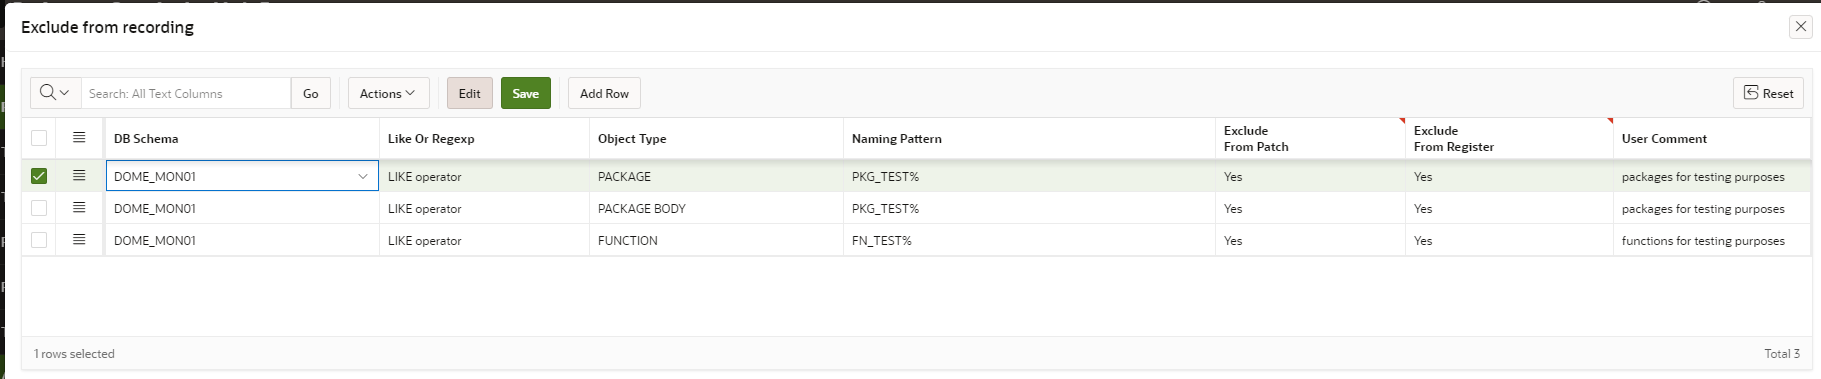 Exclude from recording
Search: All Text Columns
Go
Actions
Edit
Save
Add Row
Reset
DB Schema
Like Or Regexp
Object Type
Naming Pattern
Exclude
From Patch
Exclude
From Register
User Comment
DOME_MON01 LIKE operator PACKAGE PKG_TEST% Yes Yes packages for testing purposes
DOME_MON01 LIKE operator PACKAGE BODY PKG_TEST% Yes Yes packages for testing purposes
DOME_MON01 LIKE operator FUNCTION FN_TEST% Yes Yes functions for testing purposes
1 rows selected
Total 3